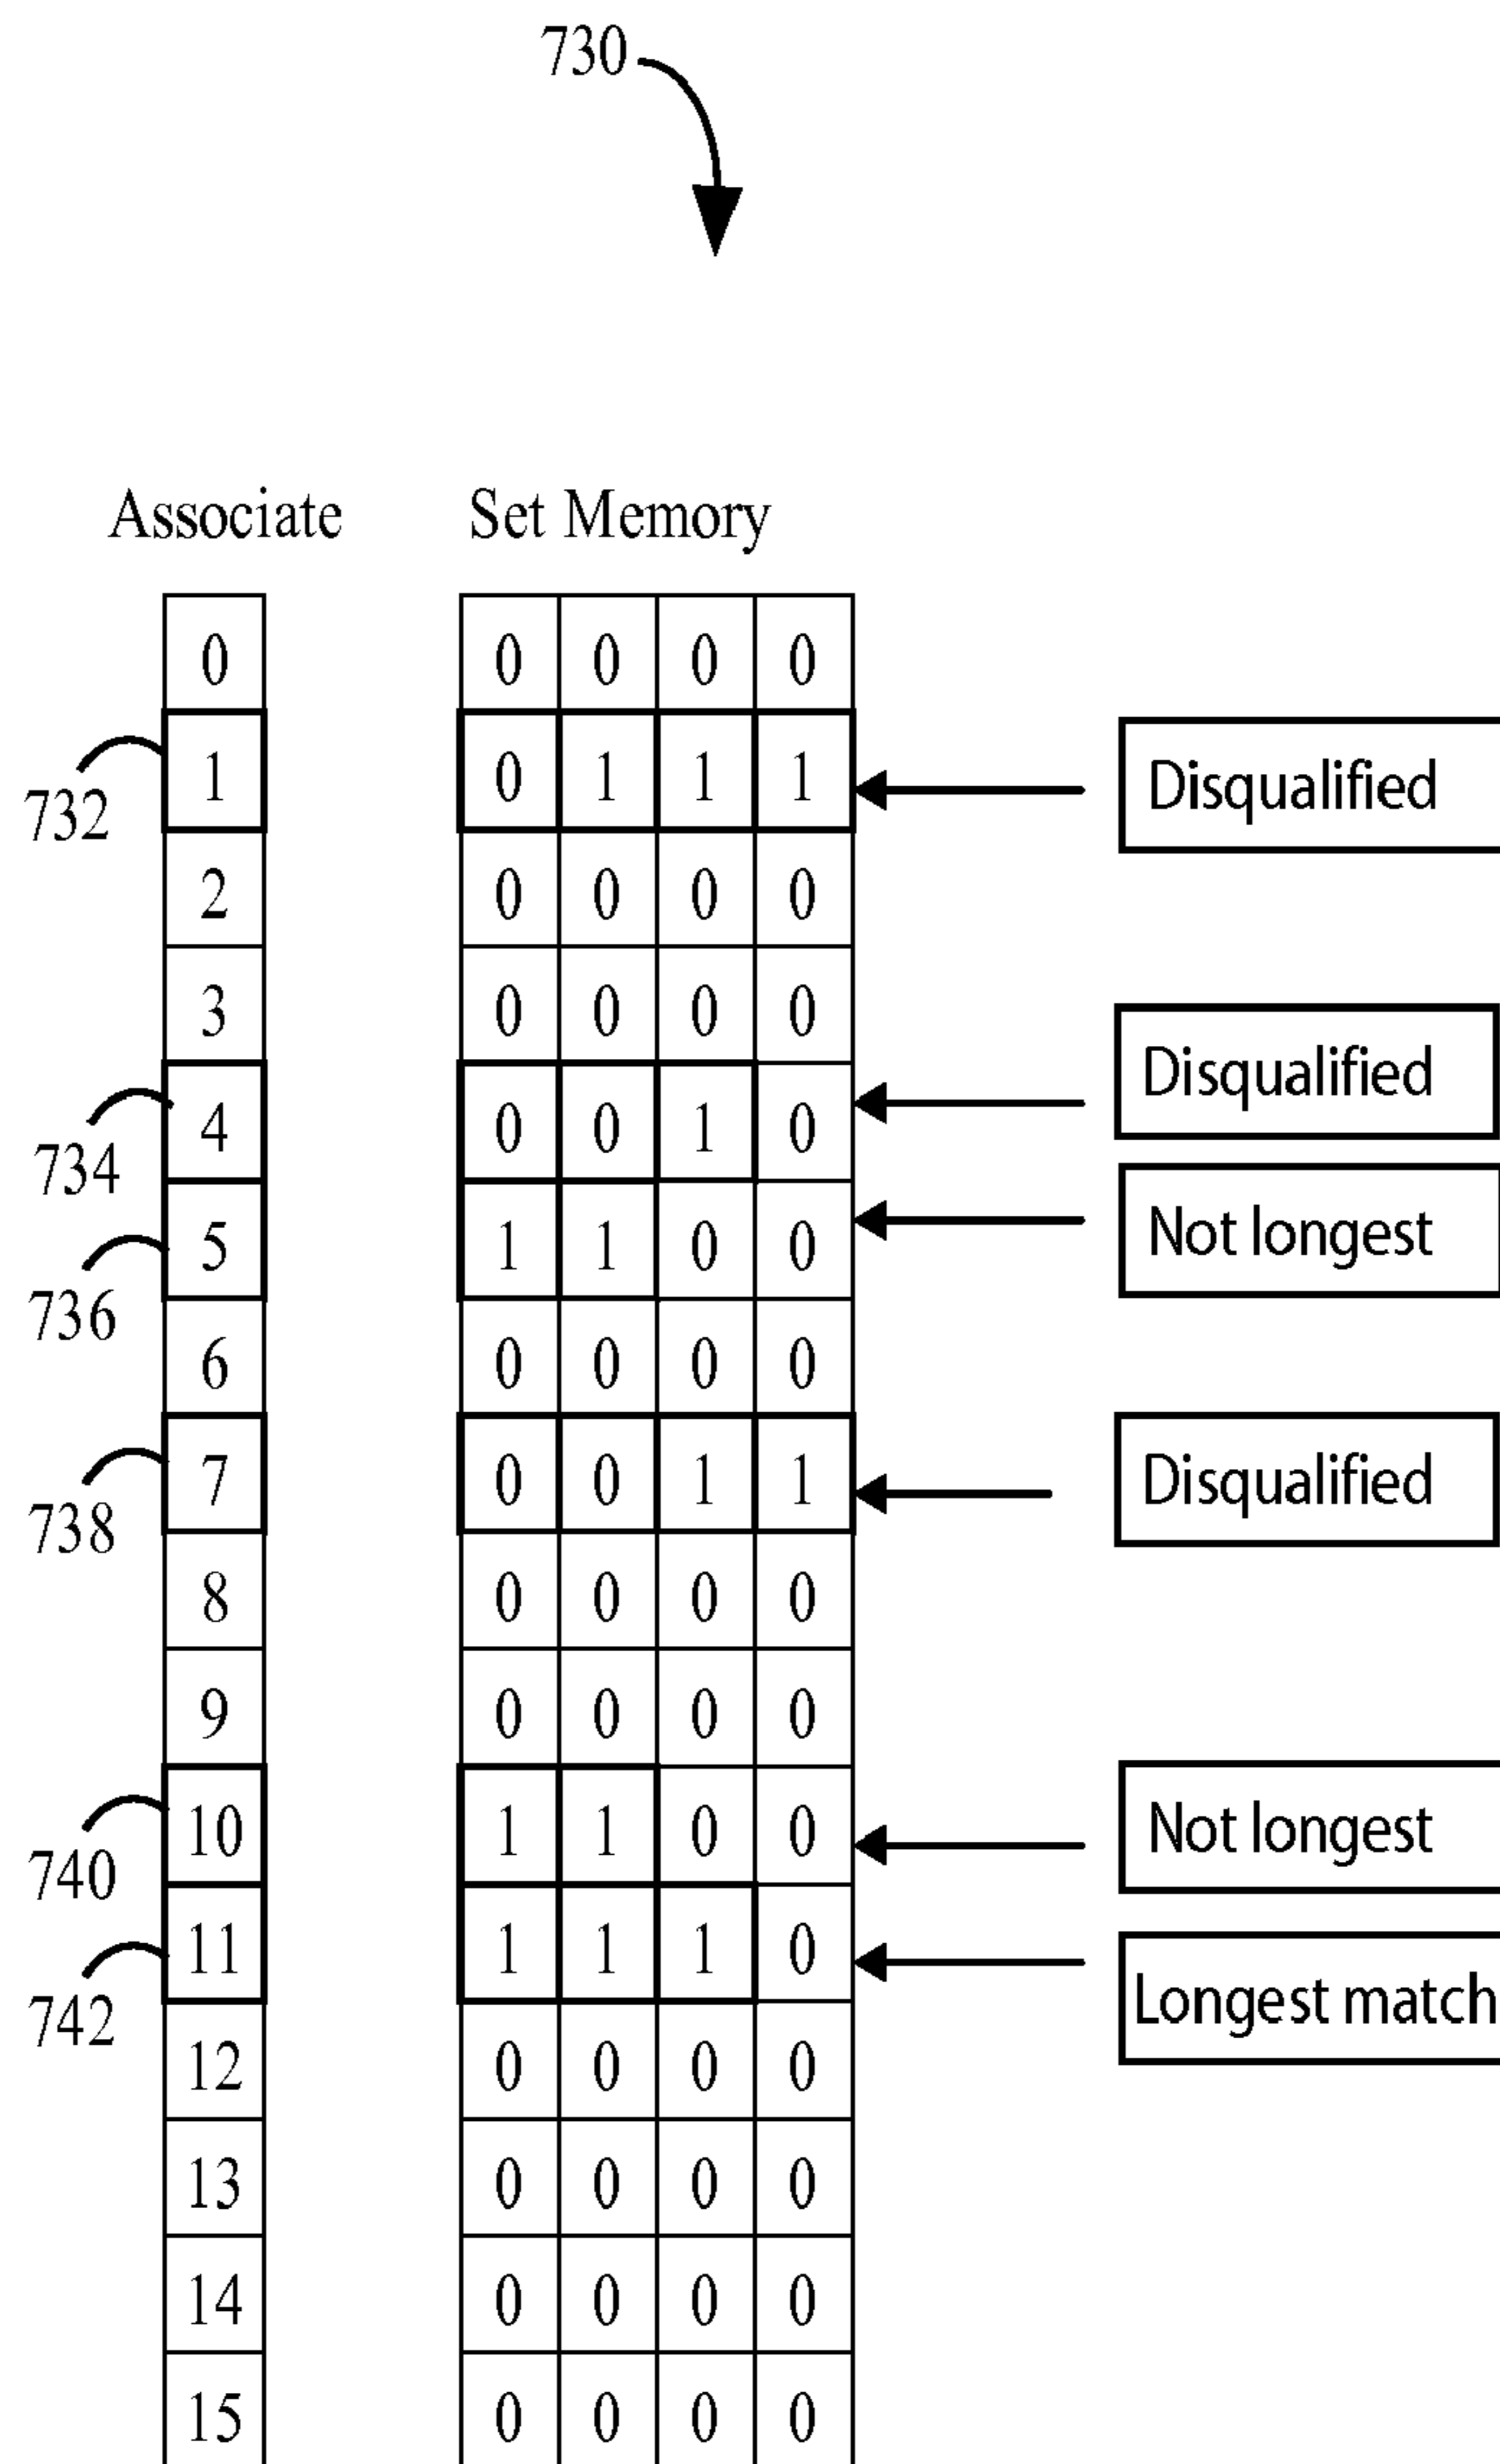 730
Associate Set Memory
0 0 0 0 0
732 1 0 1 1 1 Disqualified
2 0 0 0 0
3 0 0 0 0
734 4 0 0 1 0 Disqualified
736 5 1 1 0 0 Not longest
6 0 0 0 0
738 7 0 0 1 1 Disqualified
8 0 0 0 0
9 0 0 0 0
740 10 1 1 0 0 Not longest
742 11 1 1 1 0 Longest match
12 0 0 0 0
13 0 0 0 0
14 0 0 0 0
15 0 0 0 0